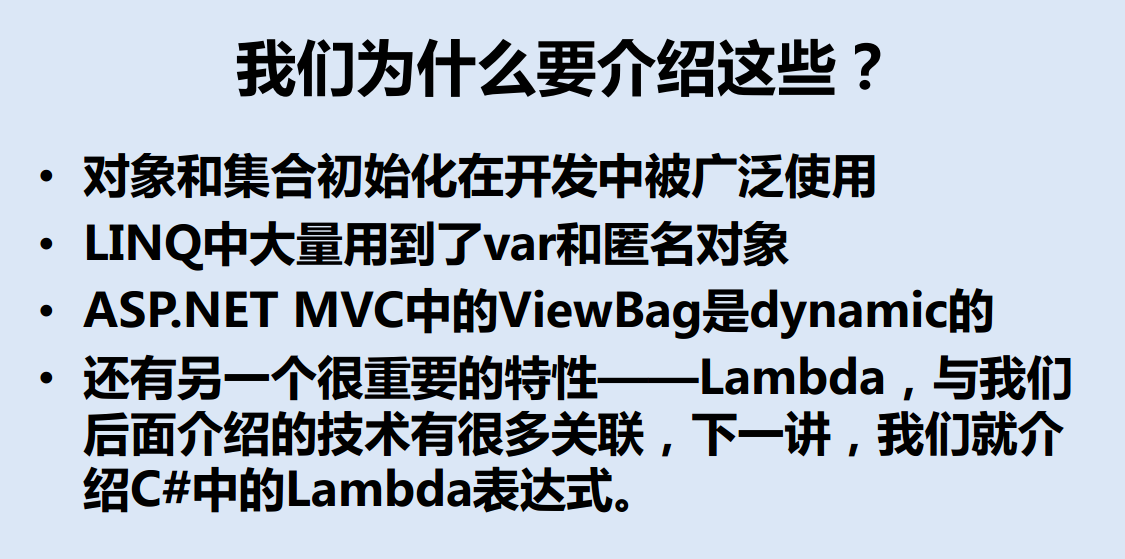 我们为什么要介绍这些？
• 对象和集合初始化在开发中被广泛使用
• LINQ中大量用到了var和匿名对象
• ASP.NET MVC中的ViewBag是dynamic的
• 还有另一个很重要的特性——Lambda，与我们
后面介绍的技术有很多关联，下一讲，我们就介
绍C#中的Lambda表达式。